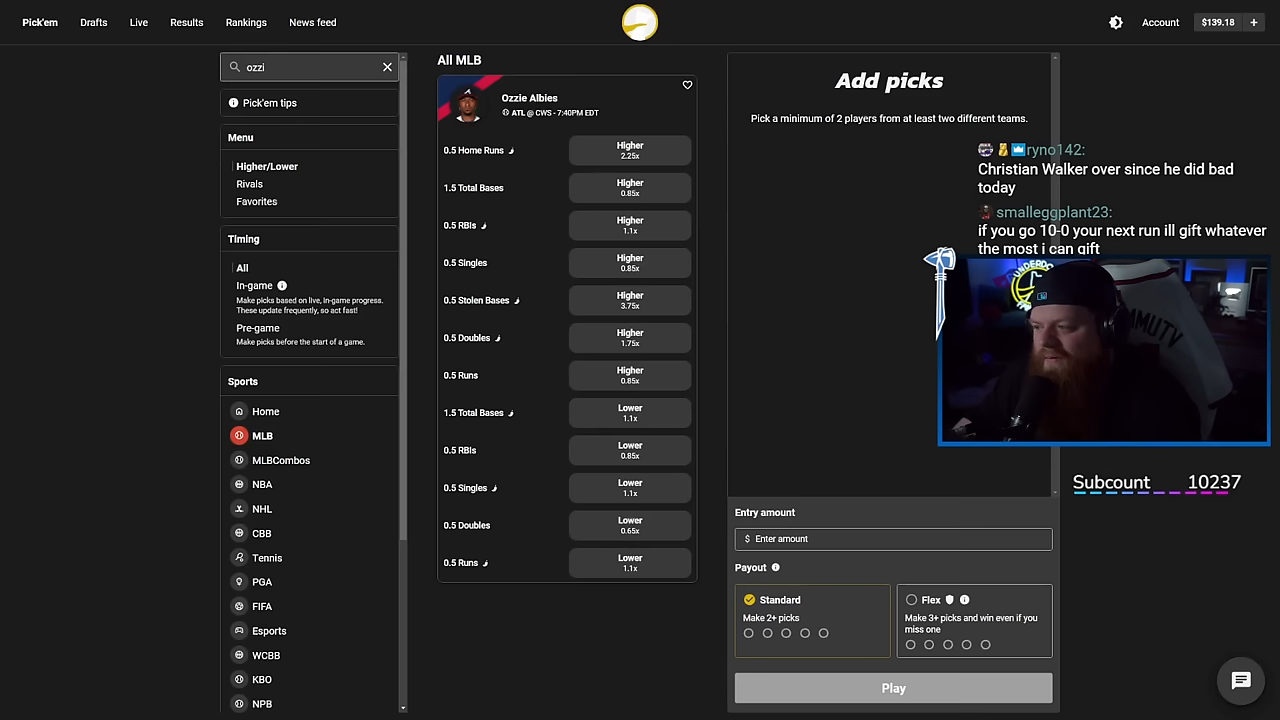 Pick'em
Drafts
Live
Results
Rankings
News feed
Account
$139.18 +
ozzi
Pick'em tips
Menu
Higher/Lower
Rivals
Favorites
Timing
All
In-game
Make picks based on live, in-game progress.
These update frequently, so act fast!
Pre-game
Make picks before the start of a game.
Sports
Home
MLB
MLBCombos
NBA
NHL
CBB
Tennis
PGA
FIFA
Esports
WCBB
KBO
NPB
All MLB
Ozzie Albies
ATL @ CWS - 7:40PM EDT
0.5 Home Runs
Higher
2.25x
1.5 Total Bases
Higher
0.85x
0.5 RBIs
Higher
1.1x
0.5 Singles
Higher
0.85x
0.5 Stolen Bases
Higher
3.75x
0.5 Doubles
Higher
1.75x
0.5 Runs
Higher
0.85x
1.5 Total Bases
Lower
1.1x
0.5 RBIs
Lower
0.85x
0.5 Singles
Lower
1.1x
0.5 Doubles
Lower
0.65x
0.5 Runs
Lower
1.1x
Add picks
Pick a minimum of 2 players from at least two different teams.
Entry amount
$ Enter amount
Payout
Standard
Make 2+ picks
Flex
Make 3+ picks and win even if you
miss one
Play
ryno142:
Christian Walker over since he did bad
today
smalleggplant23:
if you go 10-0 your next run ill gift whatever
the most i can gift
Subcount 10237